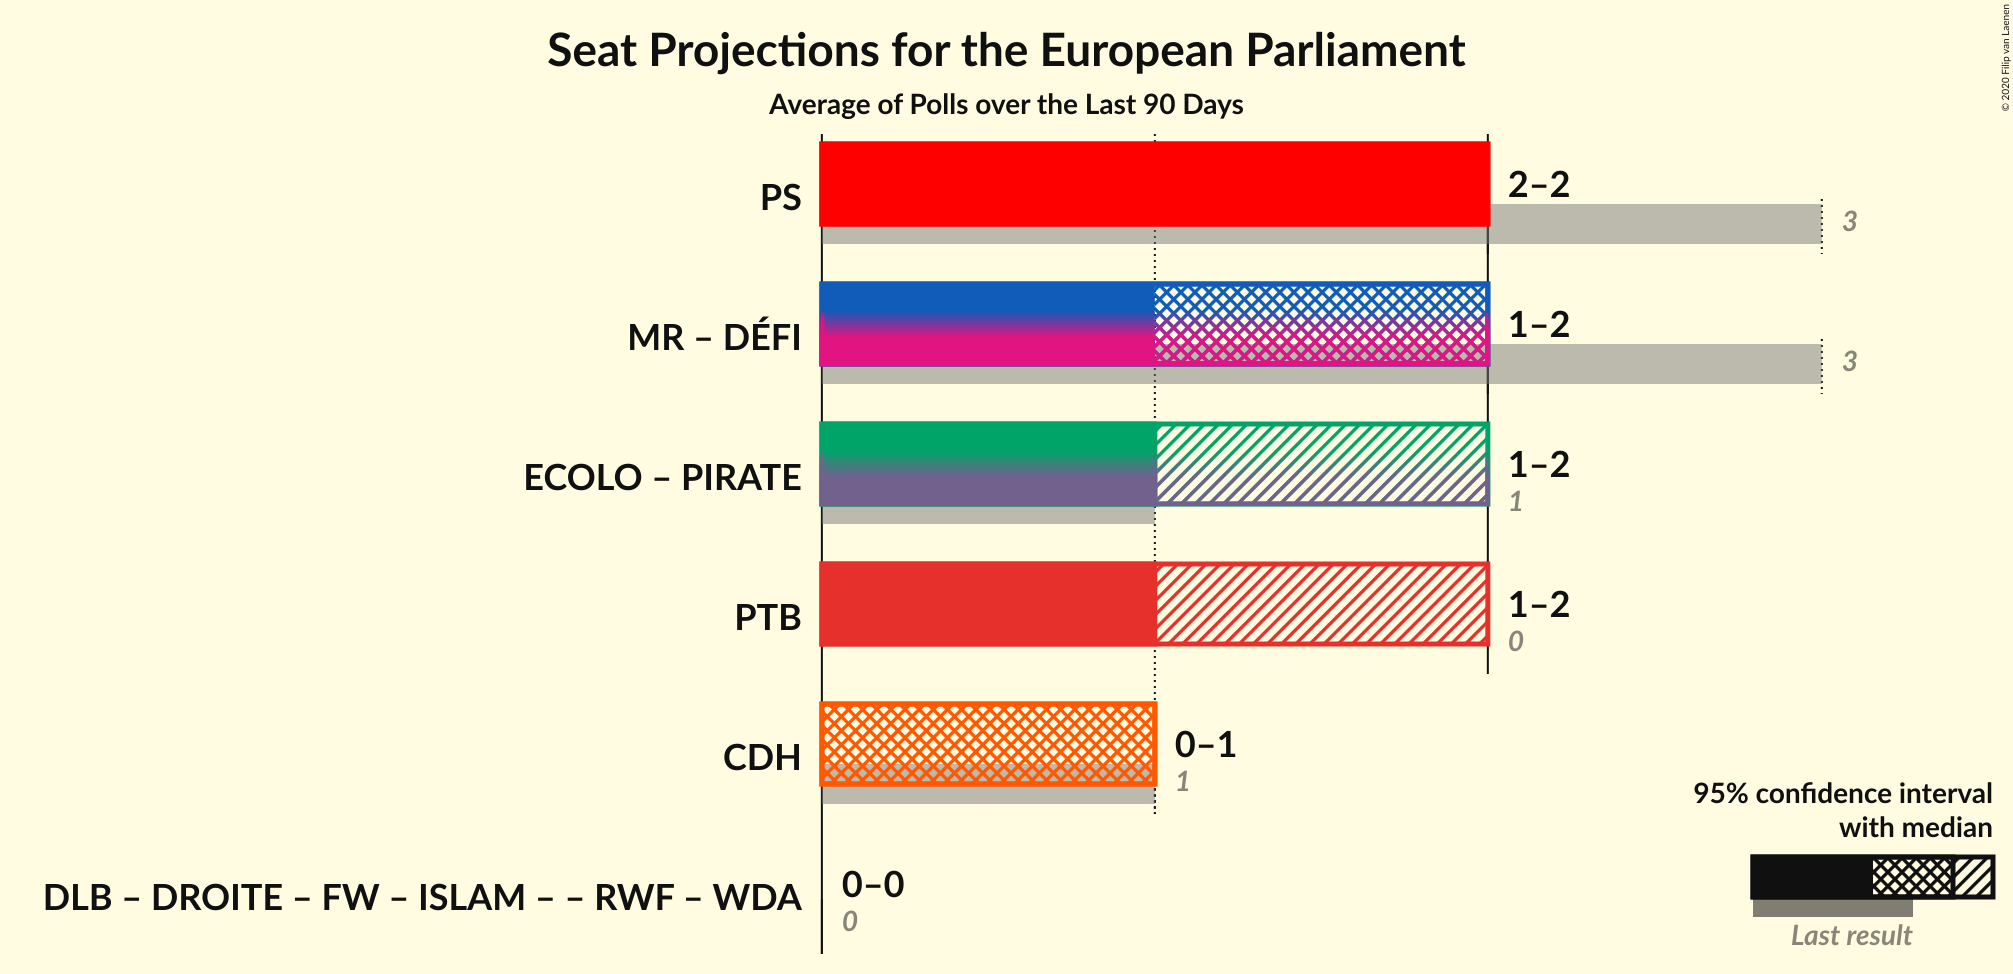 Seat Projections for the European Parliament
Average of Polls over the Last 90 Days
© 2020 Filip van Laenen
PS
2–2
3
MR – DÉFI
1–2
3
ECOLO – PIRATE
1–2
1
PTB
1–2
0
CDH
0–1
1
DLB – DROITE – FW – ISLAM – – RWF – WDA
0–0
0
95% confidence interval
with median
Last result